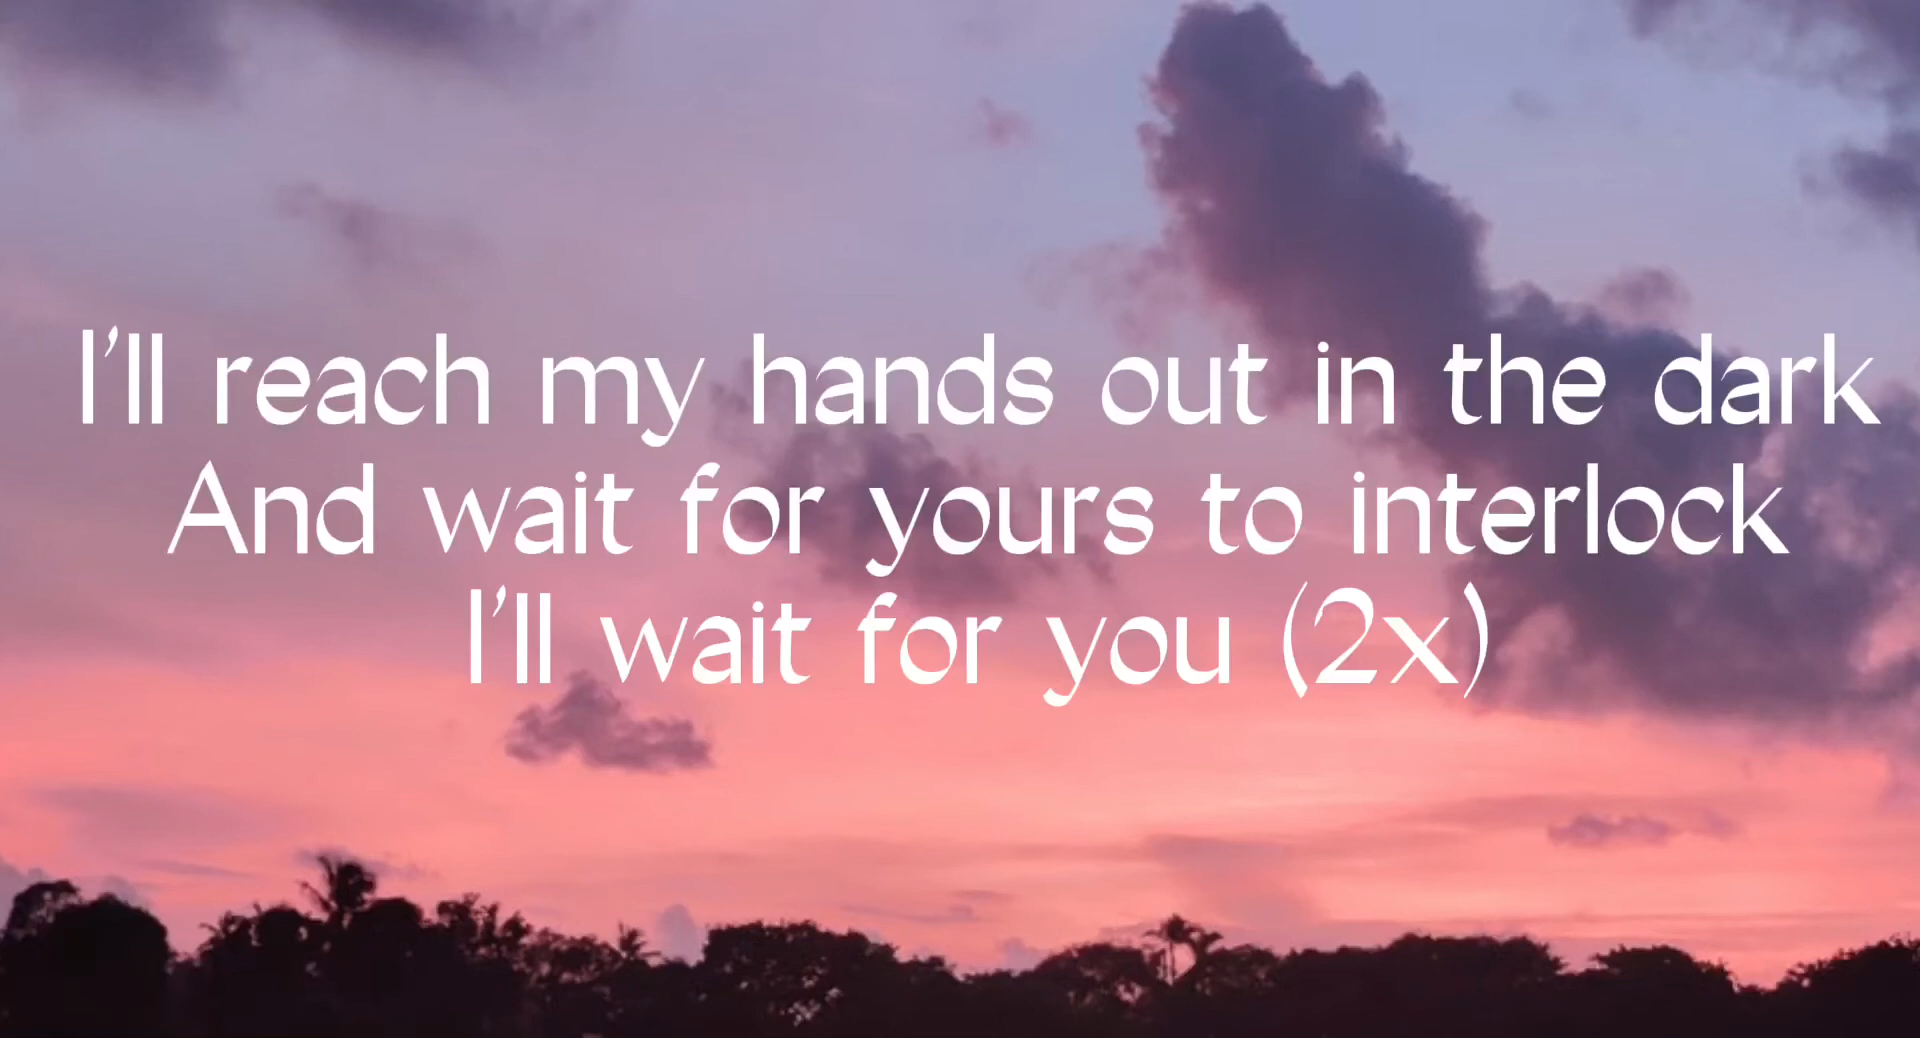 I'll reach my hands out in the dark
And wait for yours to interlock
I'll wait for you (2x)